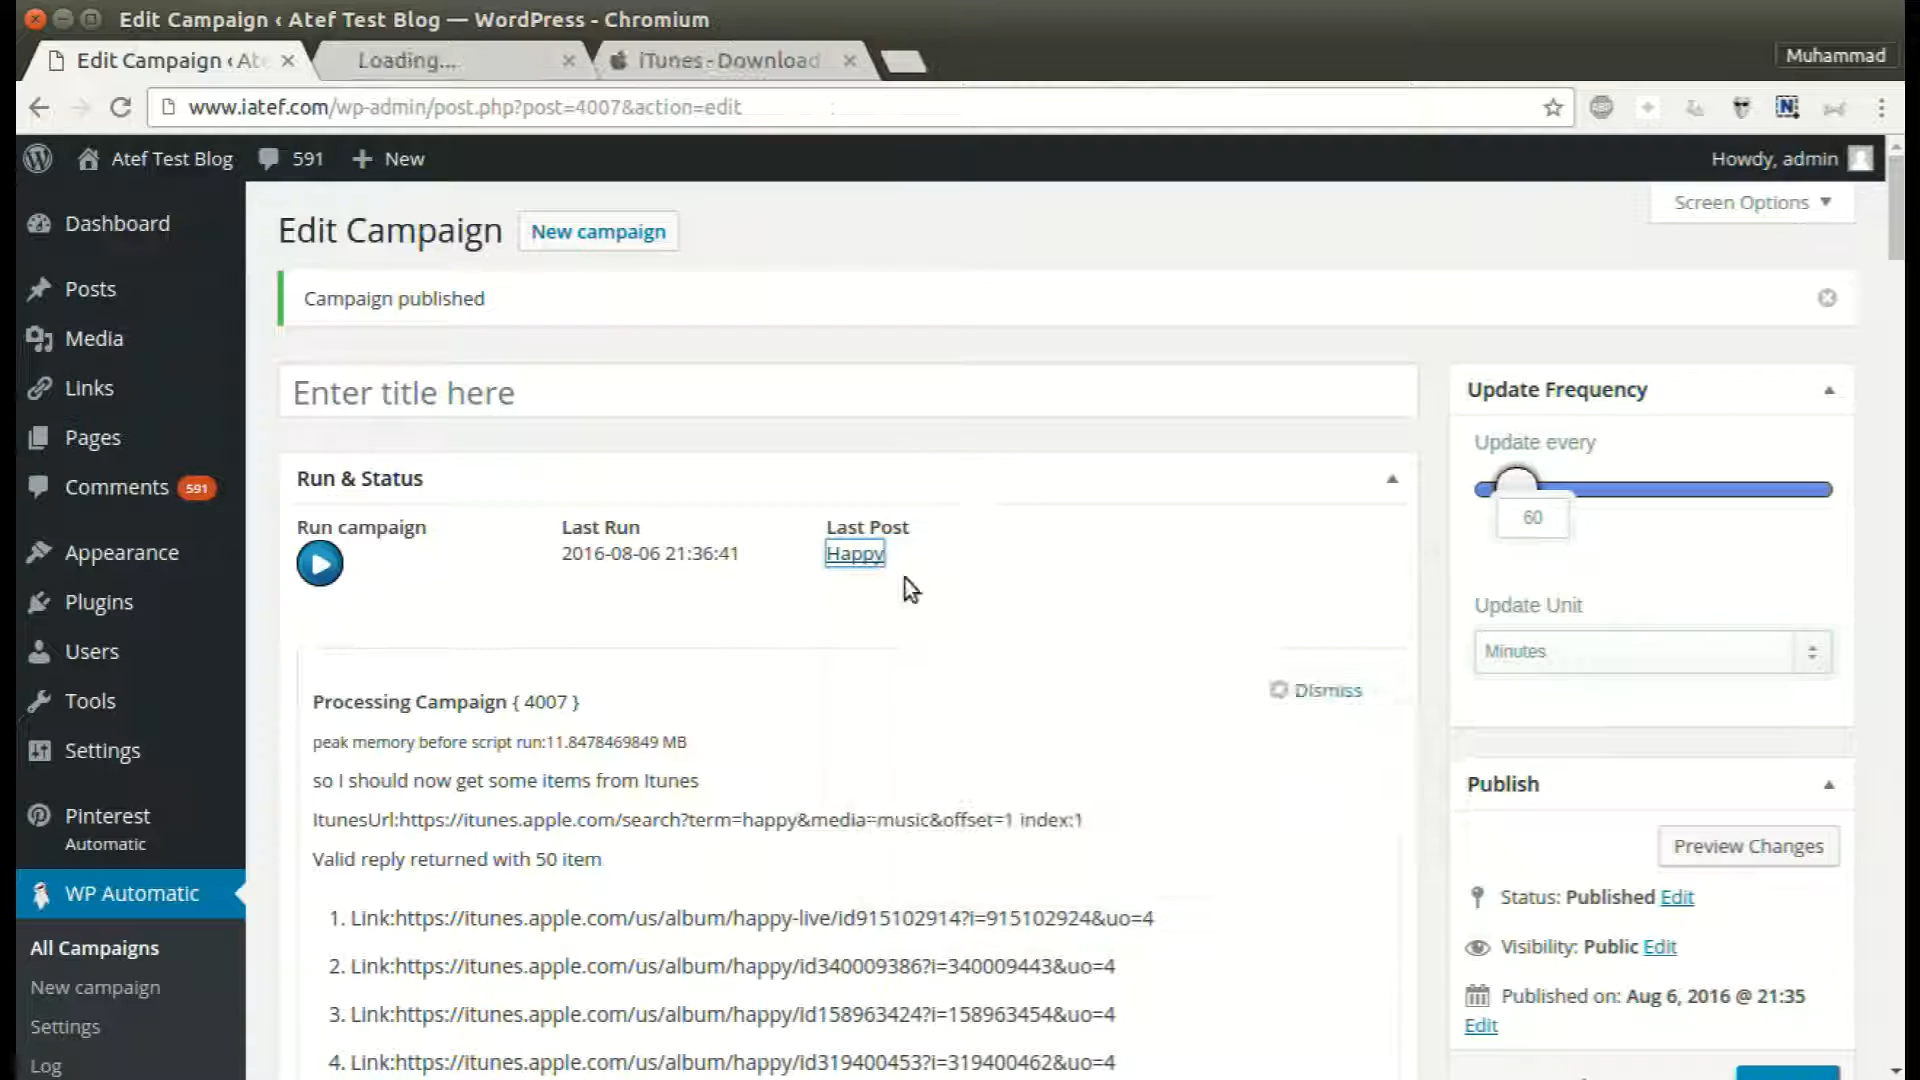 Edit Campaign ‹ Atef Test Blog — WordPress - Chromium
Edit Campaign ‹ Ate
Loading...
iTunes - Download
Muhammad
www.iatef.com/wp-admin/post.php?post=4007&action=edit
Atef Test Blog 591 + New
Howdy, admin
Screen Options
Dashboard
Posts
Media
Links
Pages
Comments 591
Appearance
Plugins
Users
Tools
Settings
Pinterest
Automatic
WP Automatic
All Campaigns
New campaign
Settings
Log
Edit Campaign New campaign
Campaign published
Enter title here
Run & Status
Run campaign Last Run Last Post
2016-08-06 21:36:41 Happy
Dismiss
Processing Campaign { 4007 }
peak memory before script run:11.8478469849 MB
so I should now get some items from Itunes
ItunesUrl:https://itunes.apple.com/search?term=happy&media=music&offset=1 index:1
Valid reply returned with 50 item
1. Link:https://itunes.apple.com/us/album/happy-live/id915102914?i=915102924&uo=4
2. Link:https://itunes.apple.com/us/album/happy/id340009386?i=340009443&uo=4
3. Link:https://itunes.apple.com/us/album/happy/id158963424?i=158963454&uo=4
4. Link:https://itunes.apple.com/us/album/happy/id319400453?i=319400462&uo=4
Update Frequency
Update every
60
Update Unit
Minutes
Publish
Preview Changes
Status: Published Edit
Visibility: Public Edit
Published on: Aug 6, 2016 @ 21:35
Edit